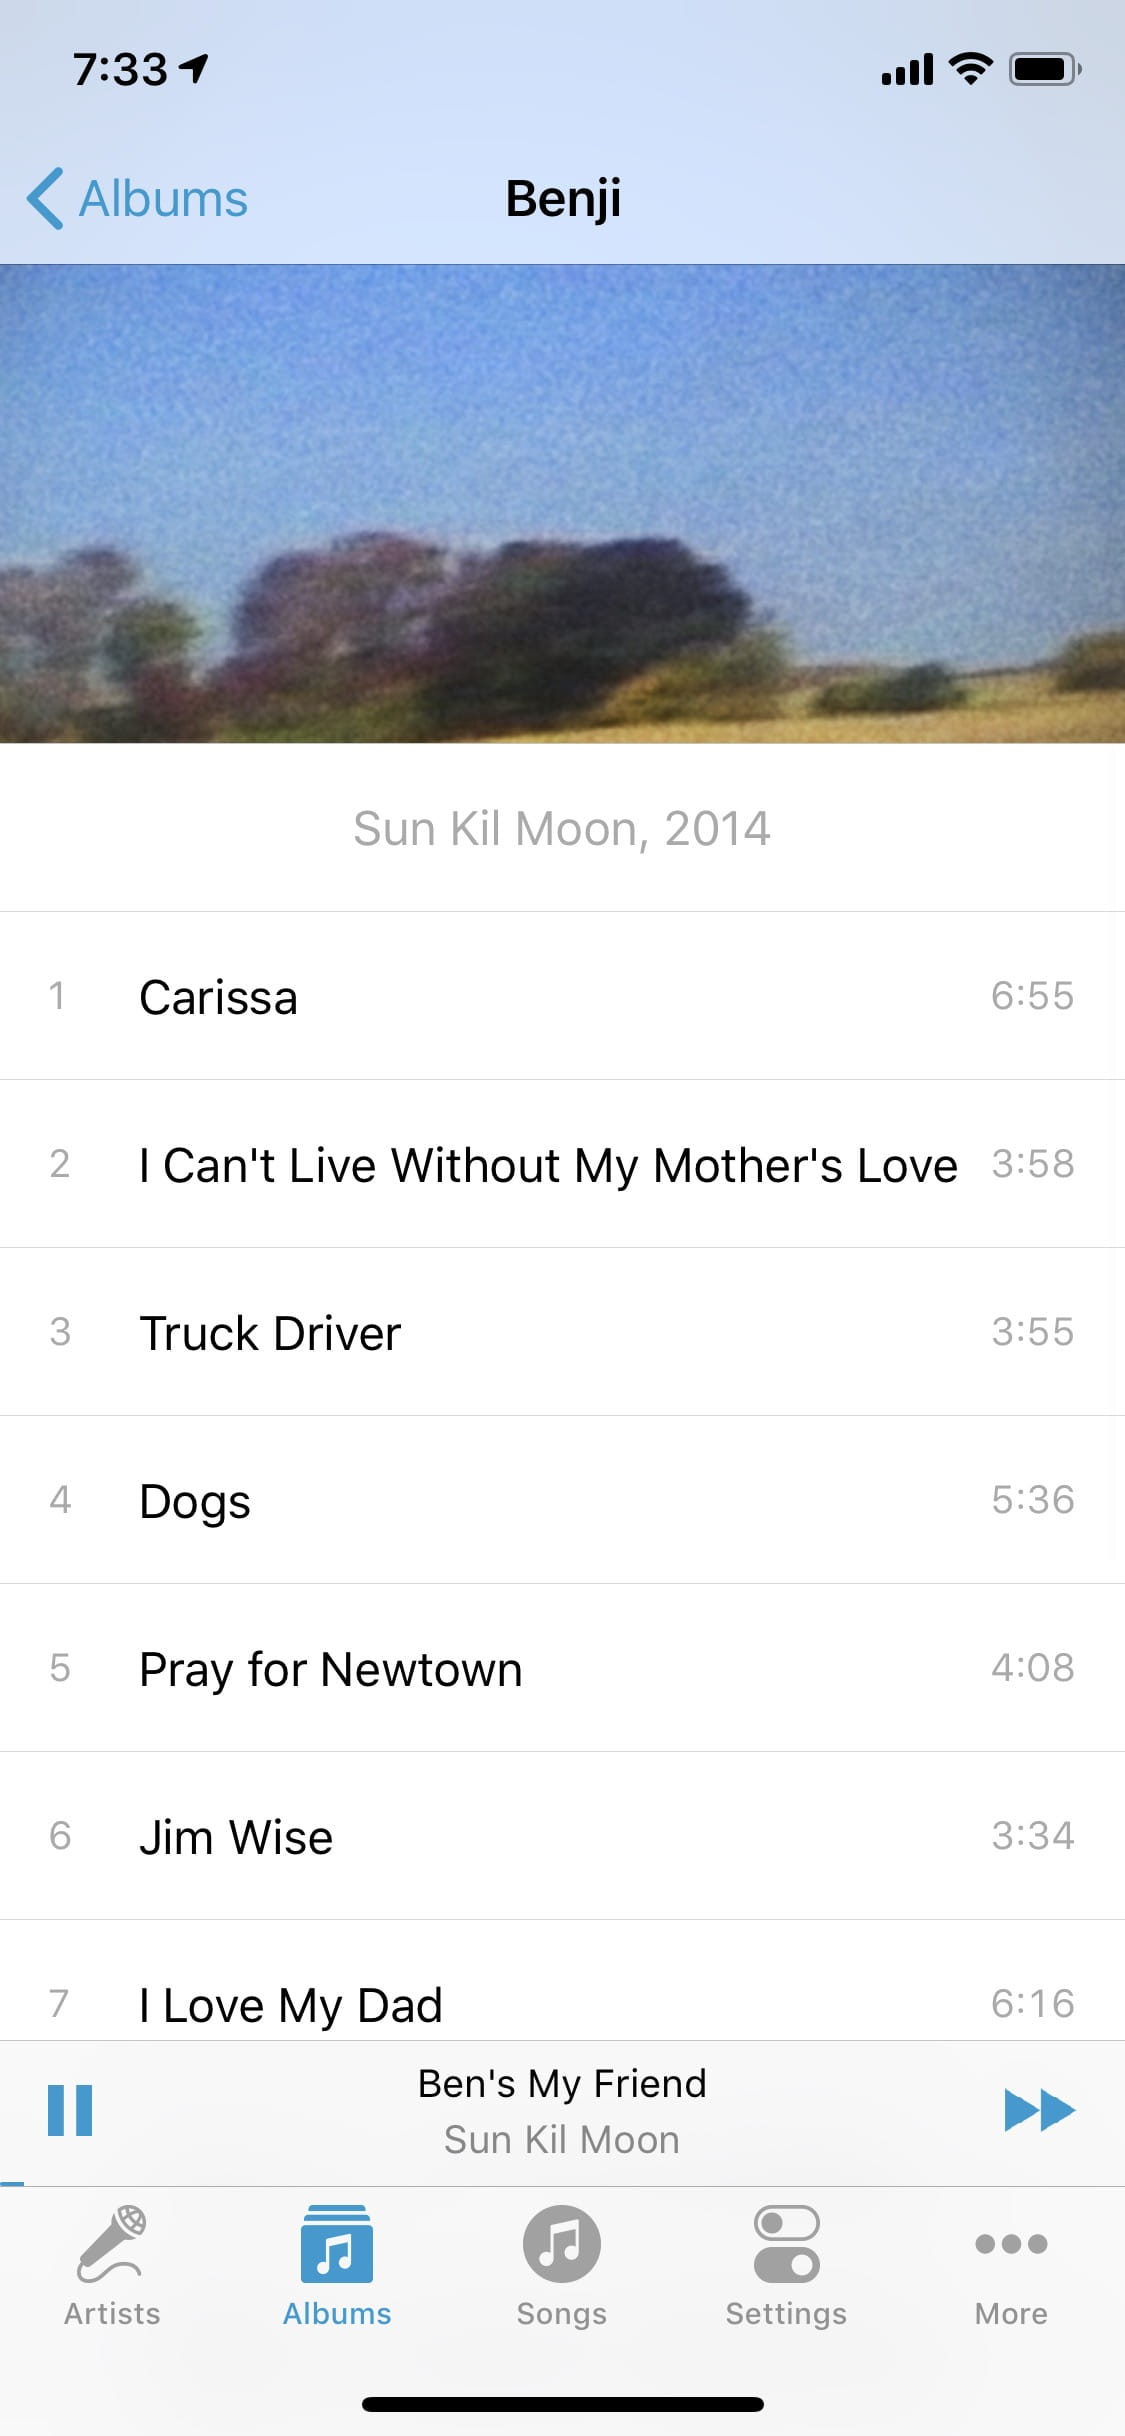 7:33
Albums Benji
Sun Kil Moon, 2014
1 Carissa 6:55
2 I Can't Live Without My Mother's Love 3:58
3 Truck Driver 3:55
4 Dogs 5:36
5 Pray for Newtown 4:08
6 Jim Wise 3:34
7 I Love My Dad 6:16
Ben's My Friend
Sun Kil Moon
Artists Albums Songs Settings More